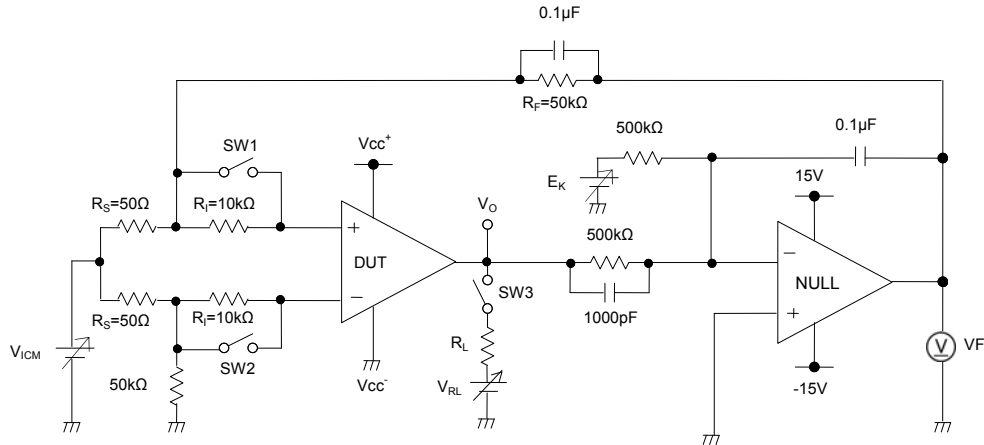 0.1µF
R_F=50kΩ
SW1
Vcc⁺
500kΩ
0.1µF
E_K
15V
R_S=50Ω
R_I=10kΩ
V_O
500kΩ
+
DUT
−
−
NULL
+
SW3
R_S=50Ω
R_I=10kΩ
1000pF
V_ICM
SW2
R_L
V
VF
50kΩ
Vcc⁻
V_RL
-15V